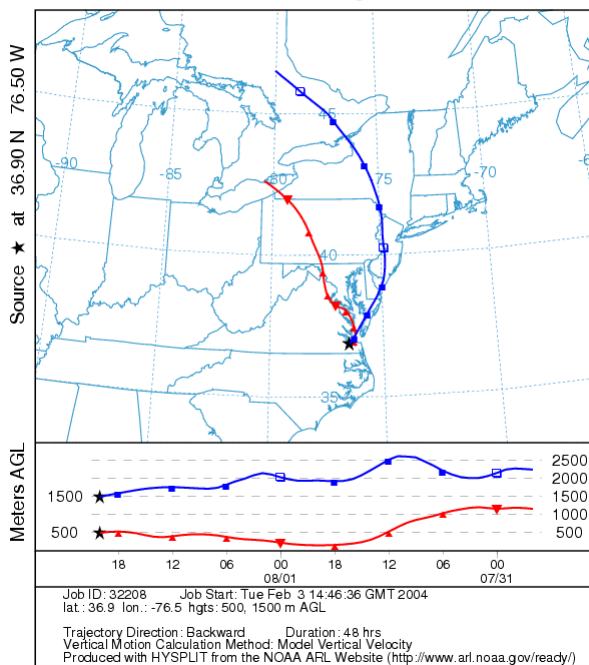 Source ★ at 36.90 N 76.50 W
45
-90
-85
-80
-75
-70
-6
40
35
Meters AGL
2500
2000
1500
1500
1000
500
500
18 12 06 00 18 12 06 00
08/01 07/31
Job ID: 32208 Job Start: Tue Feb 3 14:46:36 GMT 2004
lat.: 36.9 lon.: -76.5 hgts: 500, 1500 m AGL
Trajectory Direction: Backward Duration: 48 hrs
Vertical Motion Calculation Method: Model Vertical Velocity
Produced with HYSPLIT from the NOAA ARL Website (http://www.arl.noaa.gov/ready/)